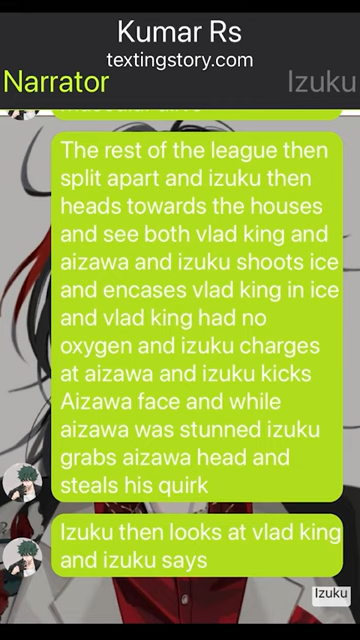 Kumar Rs
textingstory.com
Narrator
Izuku
The rest of the league then
split apart and izuku then
heads towards the houses
and see both vlad king and
aizawa and izuku shoots ice
and encases vlad king in ice
and vlad king had no
oxygen and izuku charges
at aizawa and izuku kicks
Aizawa face and while
aizawa was stunned izuku
grabs aizawa head and
steals his quirk
Izuku then looks at vlad king
and izuku says
Izuku